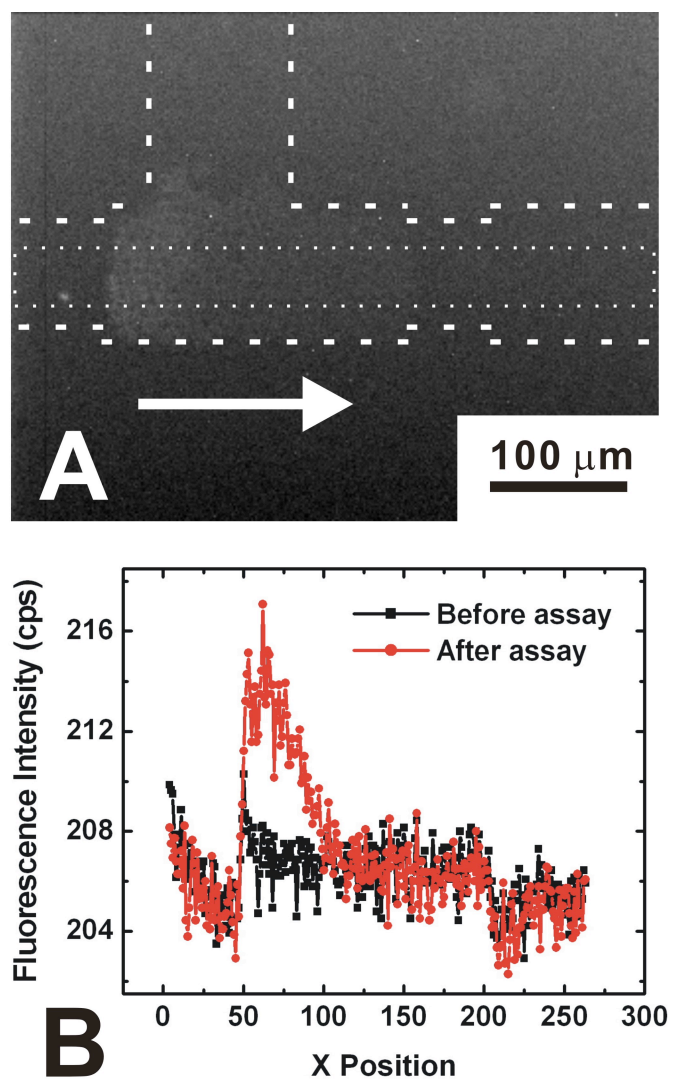 A
100 μm
Fluorescence Intensity (cps)
216
212
208
204
Before assay
After assay
0 50 100 150 200 250 300
X Position
B